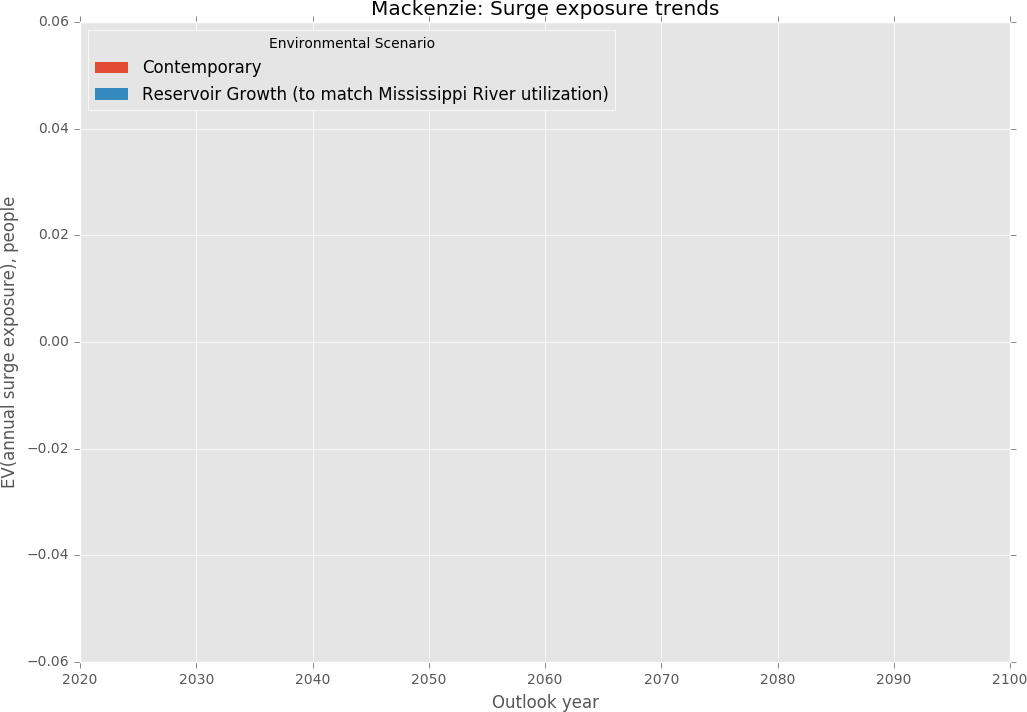 Mackenzie: Surge exposure trends
Environmental Scenario
Contemporary
Reservoir Growth (to match Mississippi River utilization)
EV(annual surge exposure), people
0.06
0.04
0.02
0.00
−0.02
−0.04
−0.06
2020 2030 2040 2050 2060 2070 2080 2090 2100
Outlook year